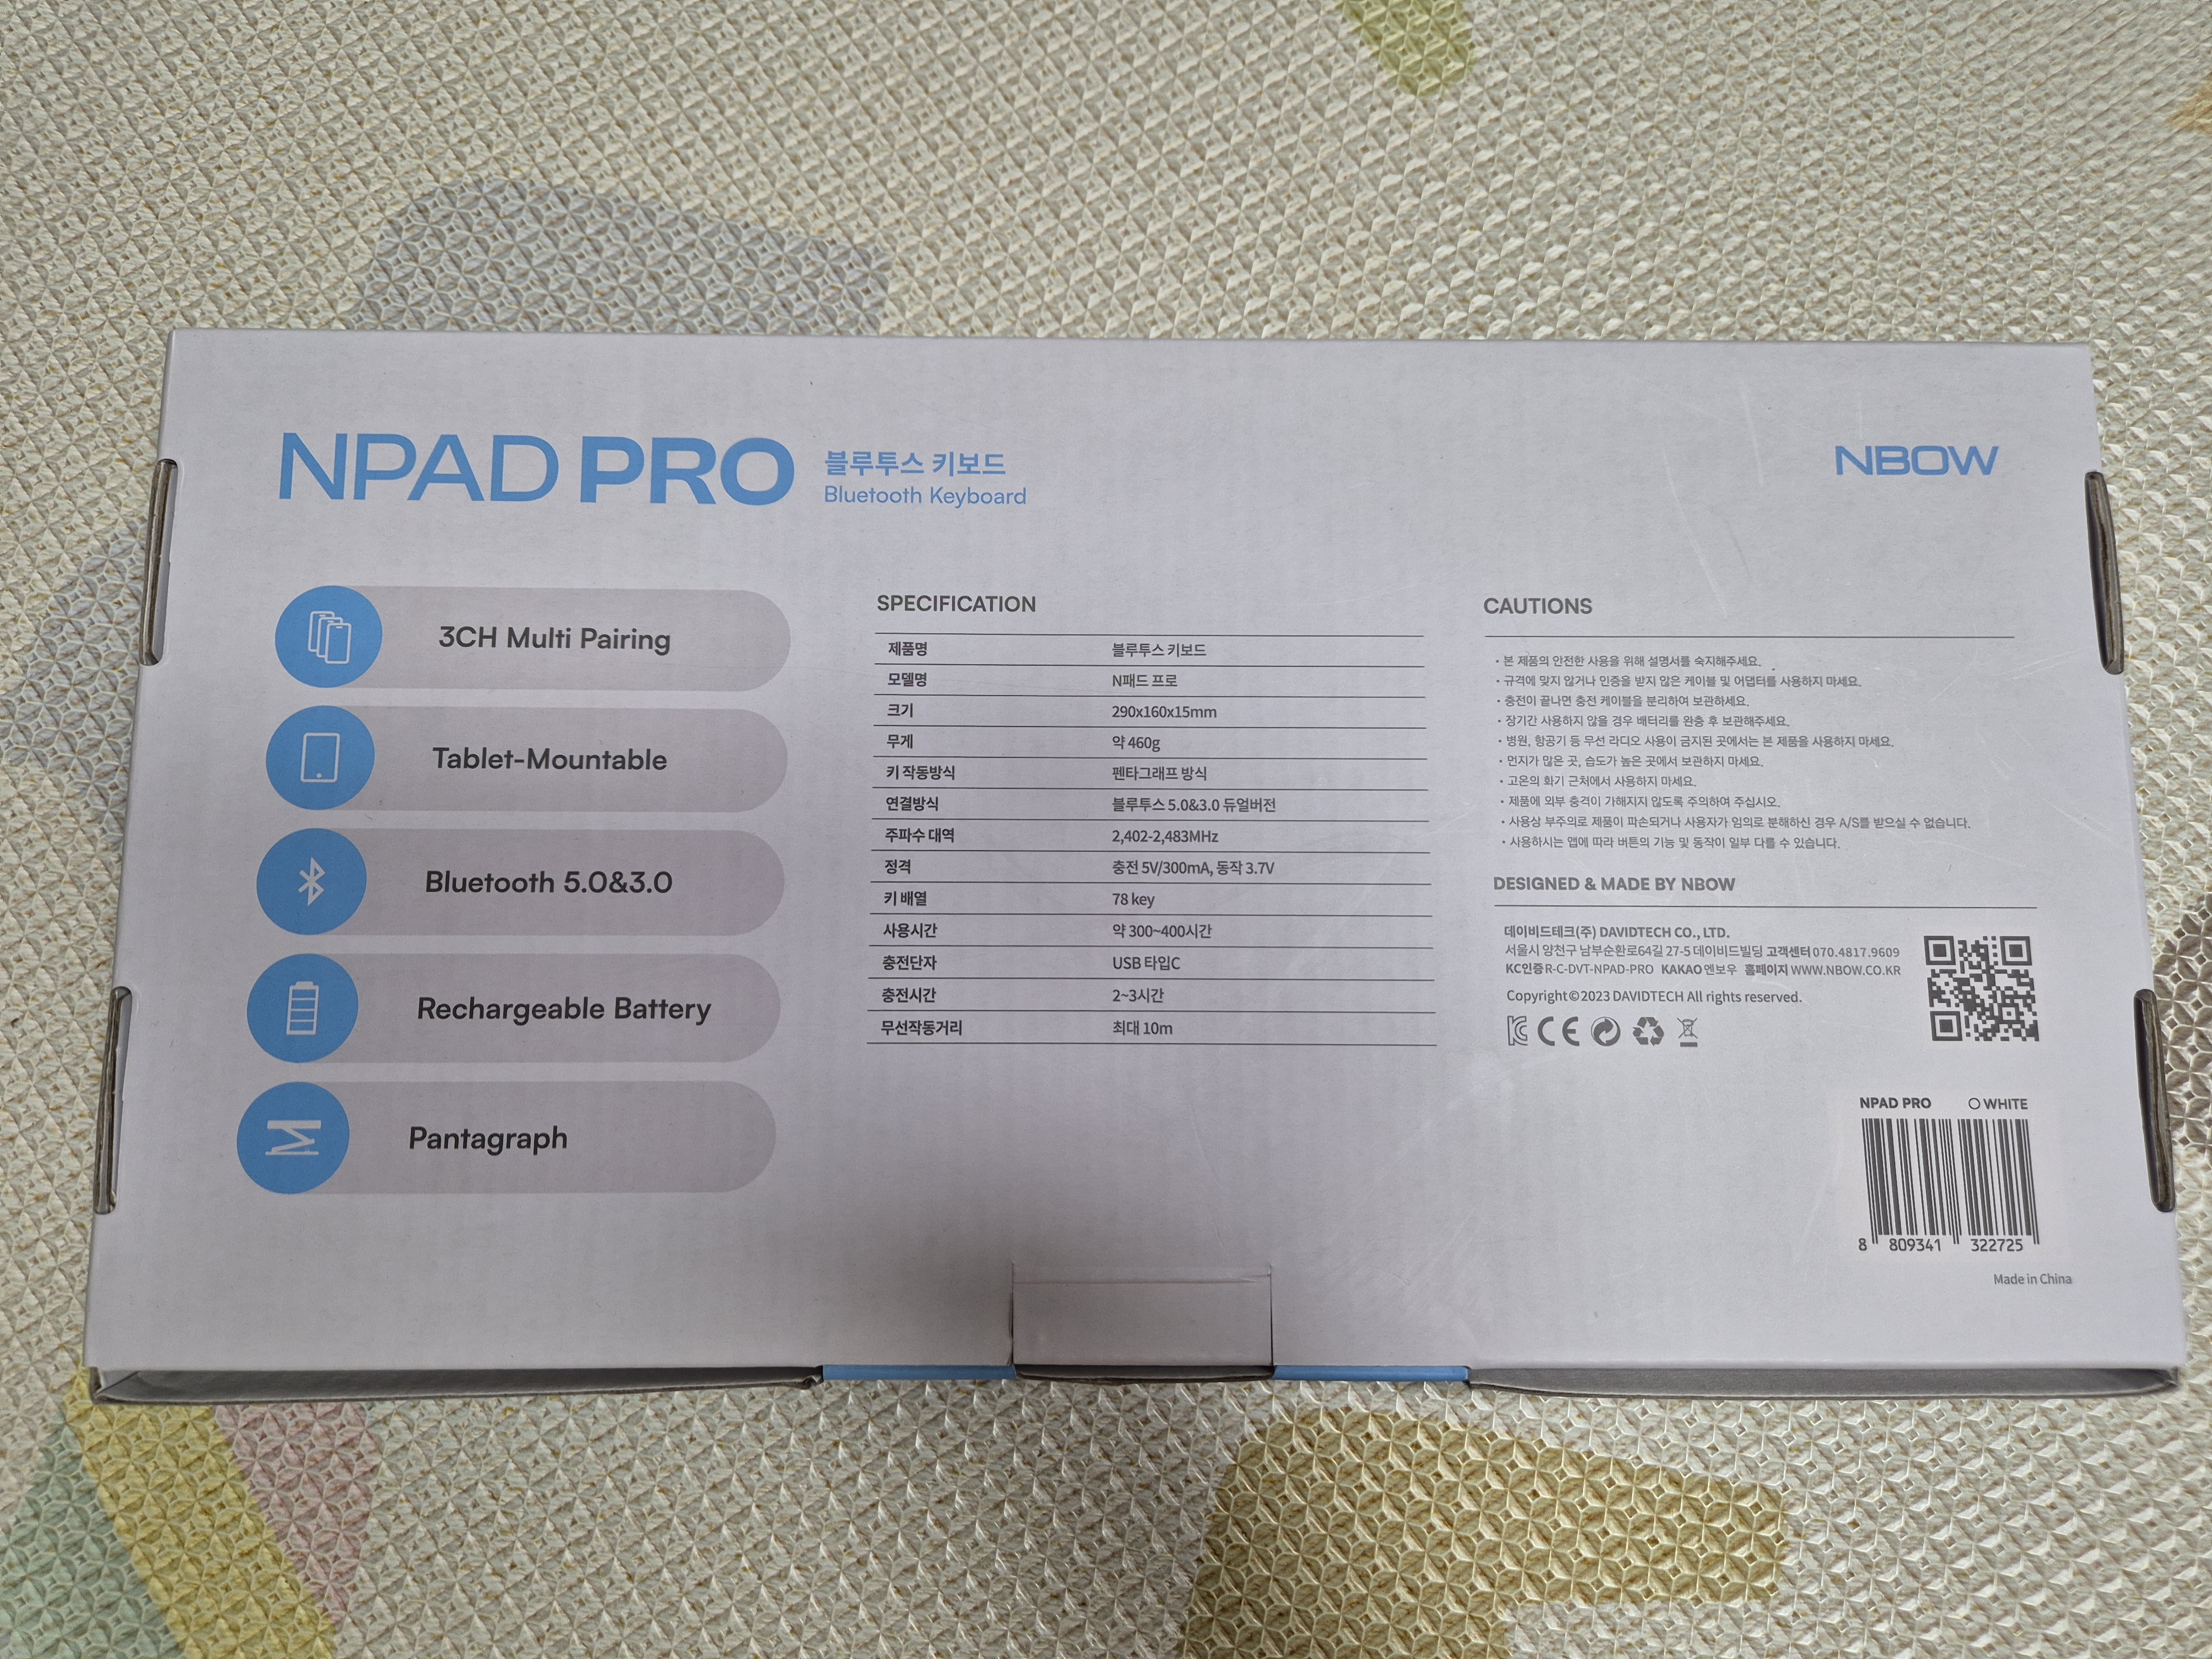 NPAD PRO 블루투스 키보드
Bluetooth Keyboard
NBOW
3CH Multi Pairing
Tablet-Mountable
Bluetooth 5.0&3.0
Rechargeable Battery
Pantagraph
SPECIFICATION
제품명 블루투스 키보드
모델명 N패드 프로
크기 290x160x15mm
무게 약 460g
키 작동방식 펜타그래프 방식
연결방식 블루투스 5.0&3.0 듀얼버전
주파수 대역 2,402-2,483MHz
정격 충전 5V/300mA, 동작 3.7V
키 배열 78 key
사용시간 약 300~400시간
충전단자 USB 타입C
충전시간 2~3시간
무선작동거리 최대 10m
CAUTIONS
• 본 제품의 안전한 사용을 위해 설명서를 숙지해주세요.
• 규격에 맞지 않거나 인증을 받지 않은 케이블 및 어댑터를 사용하지 마세요.
• 충전이 끝나면 충전 케이블을 분리하여 보관하세요.
• 장기간 사용하지 않을 경우 배터리를 완충 후 보관해주세요.
• 병원, 항공기 등 무선 라디오 사용이 금지된 곳에서는 본 제품을 사용하지 마세요.
• 먼지가 많은 곳, 습도가 높은 곳에서 보관하지 마세요.
• 고온의 화기 근처에서 사용하지 마세요.
• 제품에 외부 충격이 가해지지 않도록 주의하여 주십시오.
• 사용상 부주의로 제품이 파손되거나 사용자가 임의로 분해하신 경우 A/S를 받으실 수 없습니다.
• 사용하시는 앱에 따라 버튼의 기능 및 동작이 일부 다를 수 있습니다.
DESIGNED & MADE BY NBOW
데이비드테크(주) DAVIDTECH CO., LTD.
서울시 양천구 남부순환로64길 27-5 데이비드빌딩 고객센터 070.4817.9609
KC인증 R-C-DVT-NPAD-PRO KAKAO 엔보우 홈페이지 WWW.NBOW.CO.KR
Copyright©2023 DAVIDTECH All rights reserved.
NPAD PRO ○ WHITE
8 809341 322725
Made in China